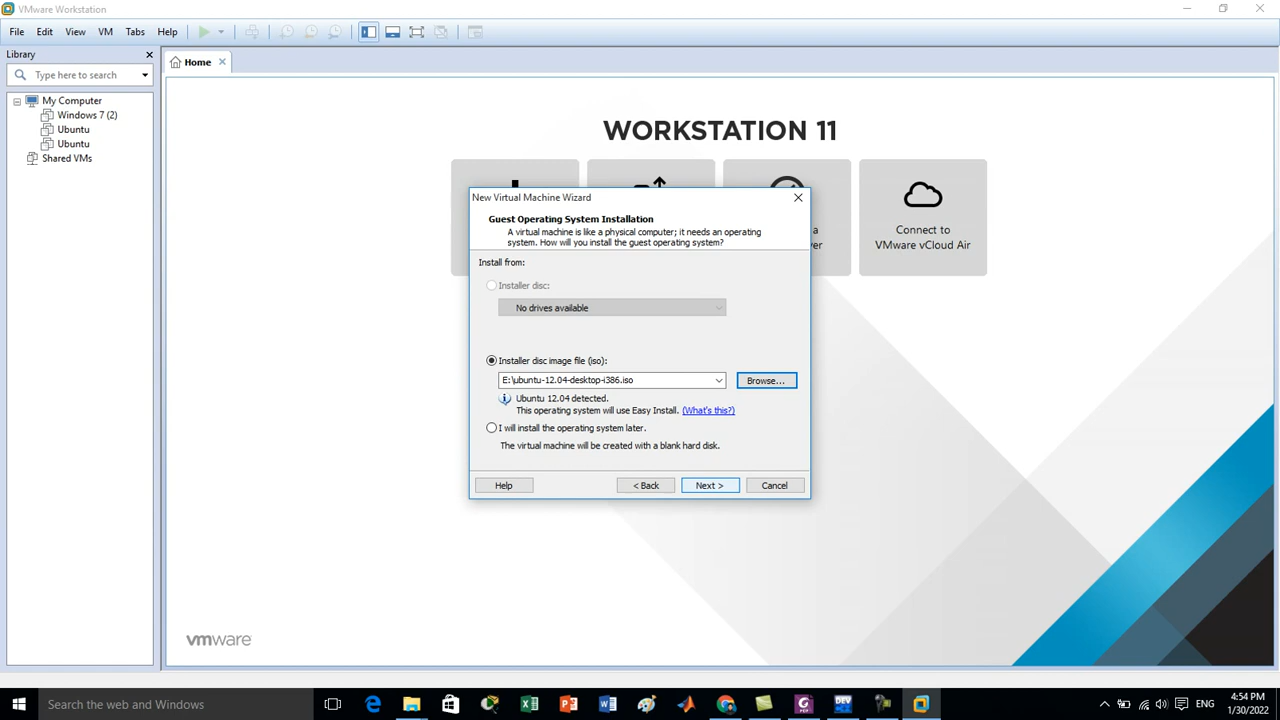 VMware Workstation
File Edit View VM Tabs Help
Library
Type here to search
My Computer
Windows 7 (2)
Ubuntu
Ubuntu
Shared VMs
Home
WORKSTATION 11
Connect to
VMware vCloud Air
New Virtual Machine Wizard
Guest Operating System Installation
A virtual machine is like a physical computer; it needs an operating
system. How will you install the guest operating system?
Install from:
Installer disc:
No drives available
Installer disc image file (iso):
E:\ubuntu-12.04-desktop-i386.iso
Browse...
Ubuntu 12.04 detected.
This operating system will use Easy Install. (What's this?)
I will install the operating system later.
The virtual machine will be created with a blank hard disk.
Help
< Back
Next >
Cancel
vmware
Search the web and Windows
ENG
4:54 PM
1/30/2022